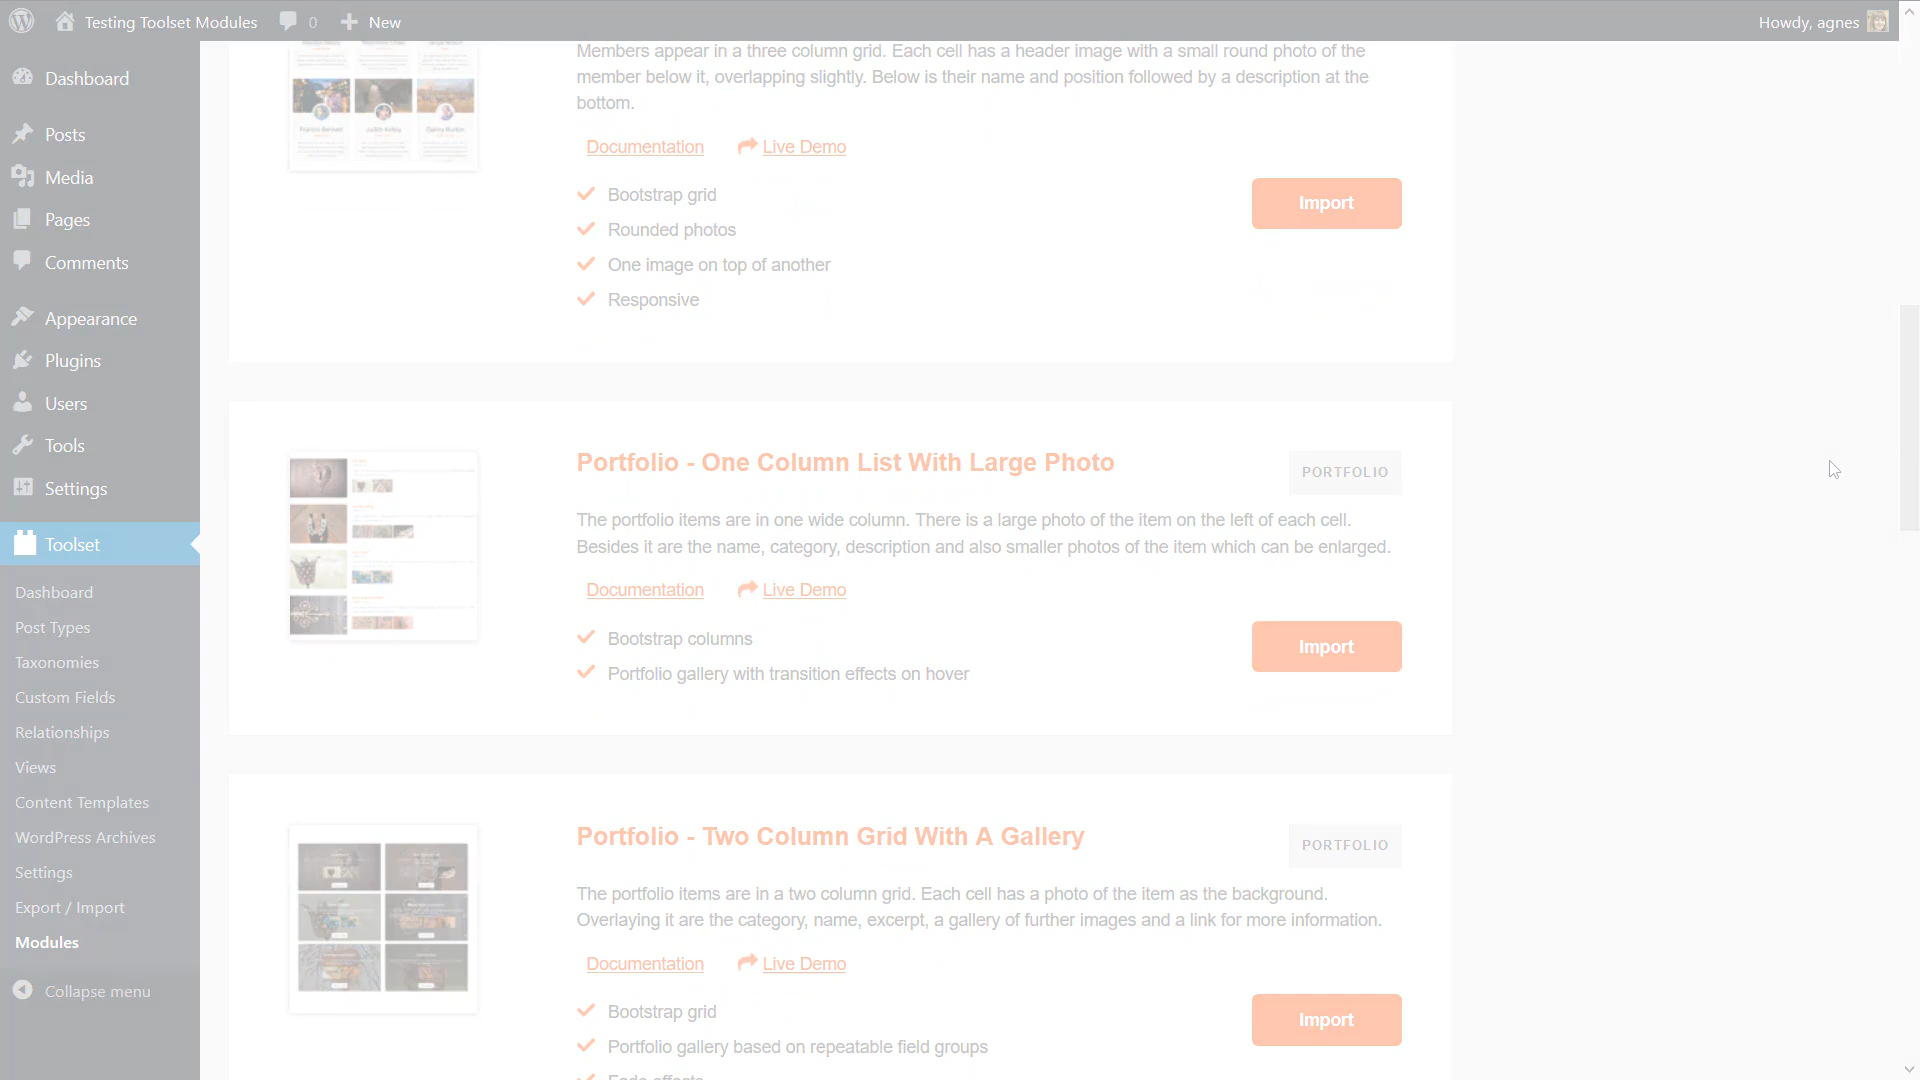 Testing Toolset Modules
0
New
Howdy, agnes
Dashboard
Posts
Media
Pages
Comments
Appearance
Plugins
Users
Tools
Settings
Toolset
Dashboard
Post Types
Taxonomies
Custom Fields
Relationships
Views
Content Templates
WordPress Archives
Settings
Export / Import
Modules
Collapse menu
Members appear in a three column grid. Each cell has a header image with a small round photo of the
member below it, overlapping slightly. Below is their name and position followed by a description at the
bottom.
Documentation
Live Demo
Bootstrap grid
Rounded photos
One image on top of another
Responsive
Import
Portfolio - One Column List With Large Photo
PORTFOLIO
The portfolio items are in one wide column. There is a large photo of the item on the left of each cell.
Besides it are the name, category, description and also smaller photos of the item which can be enlarged.
Documentation
Live Demo
Bootstrap columns
Portfolio gallery with transition effects on hover
Import
Portfolio - Two Column Grid With A Gallery
PORTFOLIO
The portfolio items are in a two column grid. Each cell has a photo of the item as the background.
Overlaying it are the category, name, excerpt, a gallery of further images and a link for more information.
Documentation
Live Demo
Bootstrap grid
Portfolio gallery based on repeatable field groups
Import